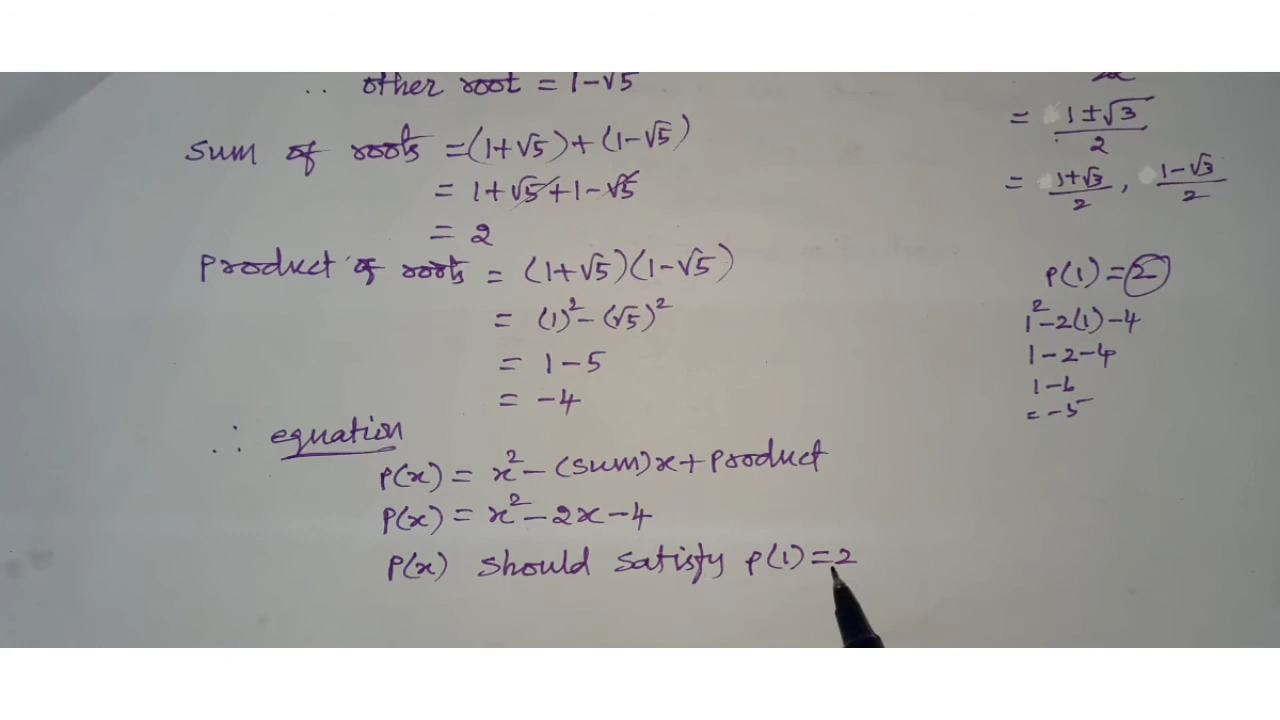 ∴ other root = 1-√5
Sum of roots = (1+√5)+(1-√5)
= 1+√5+1-√5
= 2
product of roots = (1+√5)(1-√5)
= (1)² - (√5)²
= 1-5
= -4
∴ equation
p(x) = x² - (sum)x + product
p(x) = x² - 2x - 4
p(x) should satisfy p(1)=2
= 1±√3/2
= 1+√3/2 , 1-√3/2
p(1) = 2
1²-2(1)-4
1-2-4
1-6
= -5